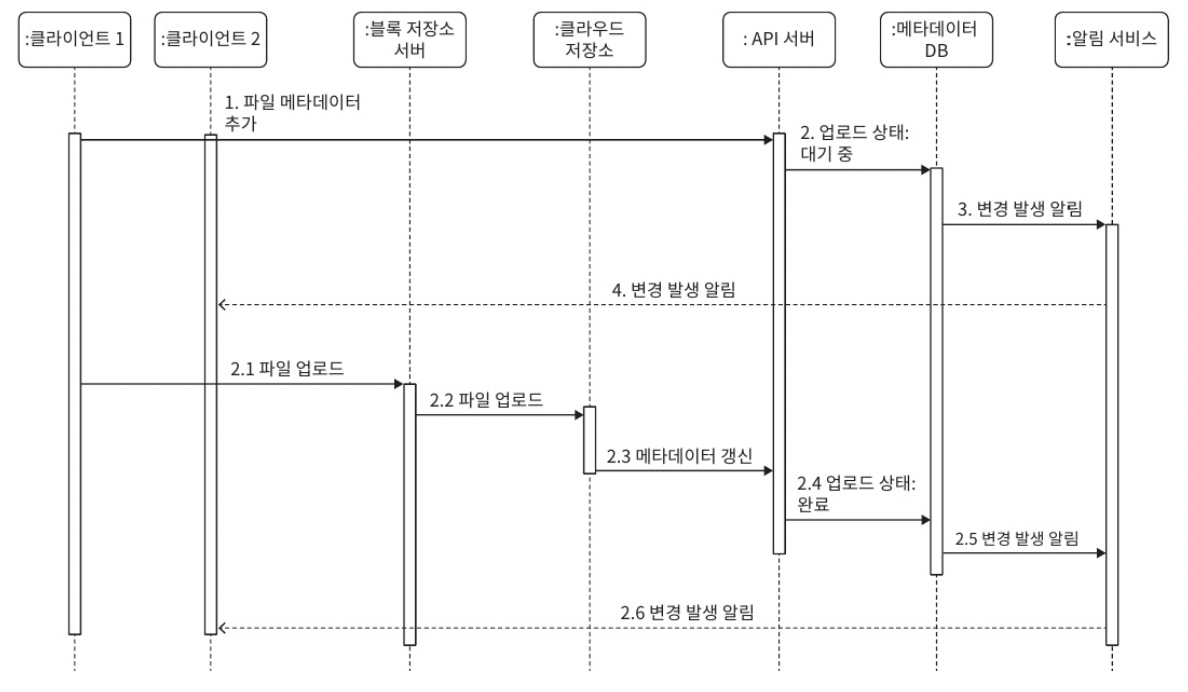 :클라이언트 1
:클라이언트 2
:블록 저장소
서버
:클라우드
저장소
: API 서버
:메타데이터
DB
:알림 서비스
1. 파일 메타데이터
추가
2. 업로드 상태:
대기 중
3. 변경 발생 알림
4. 변경 발생 알림
2.1 파일 업로드
2.2 파일 업로드
2.3 메타데이터 갱신
2.4 업로드 상태:
완료
2.5 변경 발생 알림
2.6 변경 발생 알림